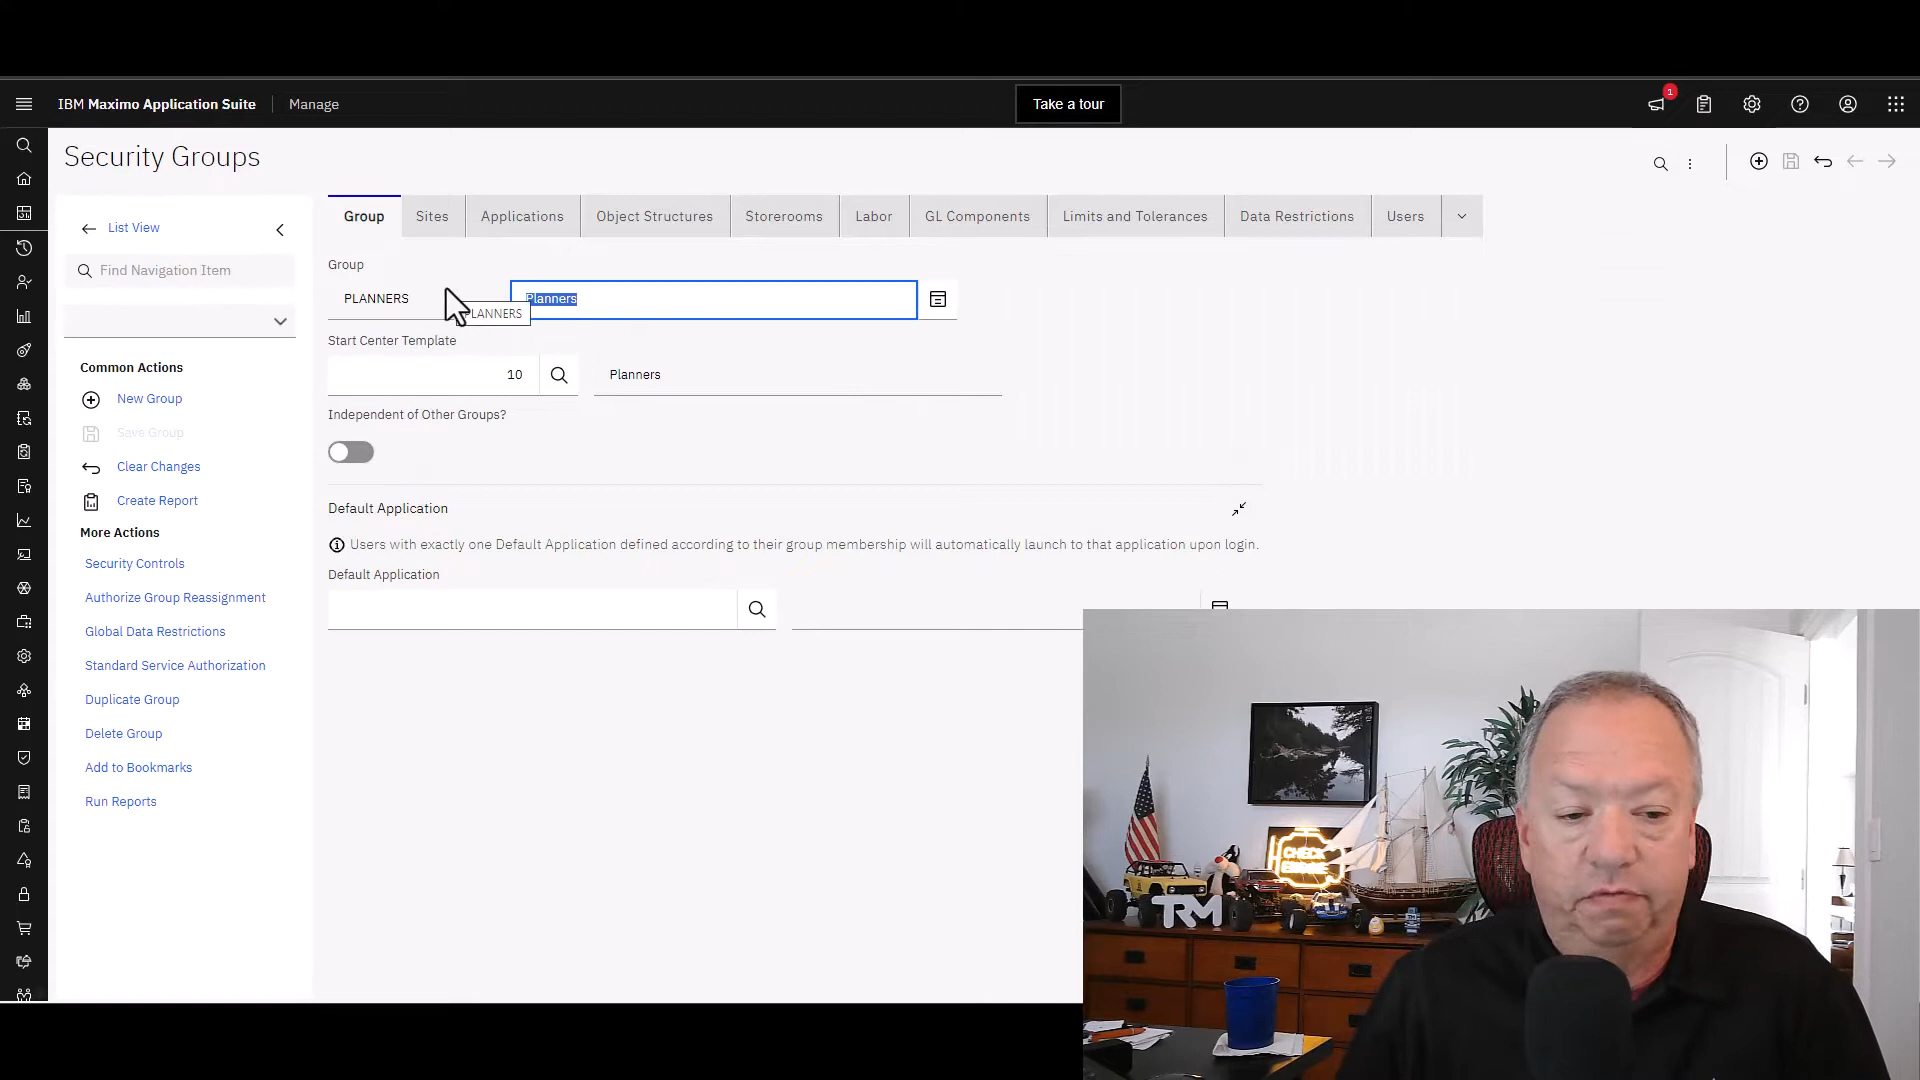 IBM Maximo Application Suite
Manage
Take a tour
1
Security Groups
List View
Find Navigation Item
Common Actions
New Group
Save Group
Clear Changes
Create Report
More Actions
Security Controls
Authorize Group Reassignment
Global Data Restrictions
Standard Service Authorization
Duplicate Group
Delete Group
Add to Bookmarks
Run Reports
Group
Sites
Applications
Object Structures
Storerooms
Labor
GL Components
Limits and Tolerances
Data Restrictions
Users
Group
PLANNERS
Planners
PLANNERS
Start Center Template
10
Planners
Independent of Other Groups?
Default Application
Users with exactly one Default Application defined according to their group membership will automatically launch to that application upon login.
Default Application
CHECK
ENGINE
TRM